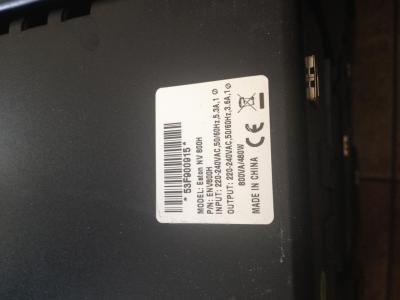 * 53F900915 *
MODEL: Eaton NV 800H
P/N: ENV800H
INPUT: 220-240VAC,50/60Hz,5.3A,1 Ø
OUTPUT: 220-240VAC,50/60Hz,3.6A,1Ø
800VA/480W
MADE IN CHINA CE